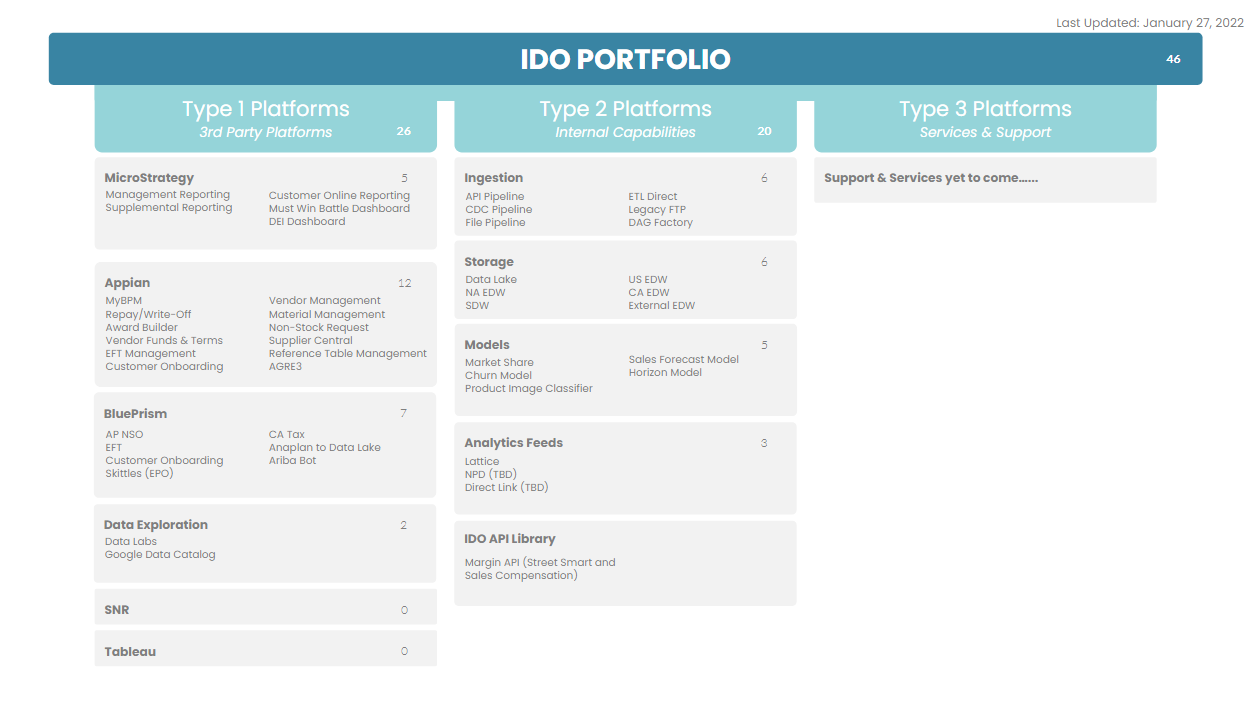 Last Updated: January 27, 2022
IDO PORTFOLIO
46
Type 1 Platforms
3rd Party Platforms
26
MicroStrategy
5
Management Reporting
Supplemental Reporting
Customer Online Reporting
Must Win Battle Dashboard
DEI Dashboard
Appian
12
MyBPM
Repay/Write-Off
Award Builder
Vendor Funds & Terms
EFT Management
Customer Onboarding
Vendor Management
Material Management
Non-Stock Request
Supplier Central
Reference Table Management
AGRE3
BluePrism
7
AP NSO
EFT
Customer Onboarding
Skittles (EPO)
CA Tax
Anaplan to Data Lake
Ariba Bot
Data Exploration
2
Data Labs
Google Data Catalog
SNR
0
Tableau
0
Type 2 Platforms
Internal Capabilities
20
Ingestion
6
API Pipeline
CDC Pipeline
File Pipeline
ETL Direct
Legacy FTP
DAG Factory
Storage
6
Data Lake
NA EDW
SDW
US EDW
CA EDW
External EDW
Models
5
Market Share
Churn Model
Product Image Classifier
Sales Forecast Model
Horizon Model
Analytics Feeds
3
Lattice
NPD (TBD)
Direct Link (TBD)
IDO API Library
Margin API (Street Smart and
Sales Compensation)
Type 3 Platforms
Services & Support
Support & Services yet to come......